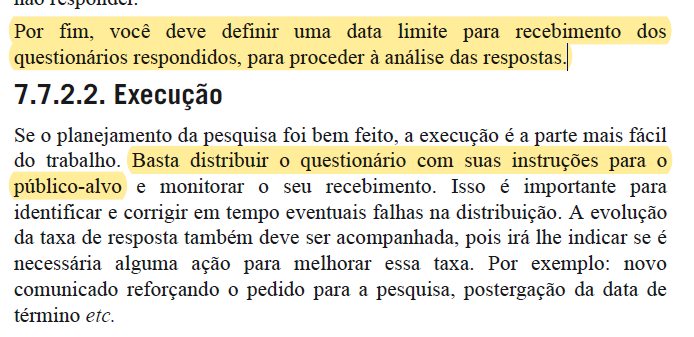 não responder.
Por fim, você deve definir uma data limite para recebimento dos
questionários respondidos, para proceder à análise das respostas.
7.7.2.2. Execução
Se o planejamento da pesquisa foi bem feito, a execução é a parte mais fácil
do trabalho. Basta distribuir o questionário com suas instruções para o
público-alvo e monitorar o seu recebimento. Isso é importante para
identificar e corrigir em tempo eventuais falhas na distribuição. A evolução
da taxa de resposta também deve ser acompanhada, pois irá lhe indicar se é
necessária alguma ação para melhorar essa taxa. Por exemplo: novo
comunicado reforçando o pedido para a pesquisa, postergação da data de
término etc.